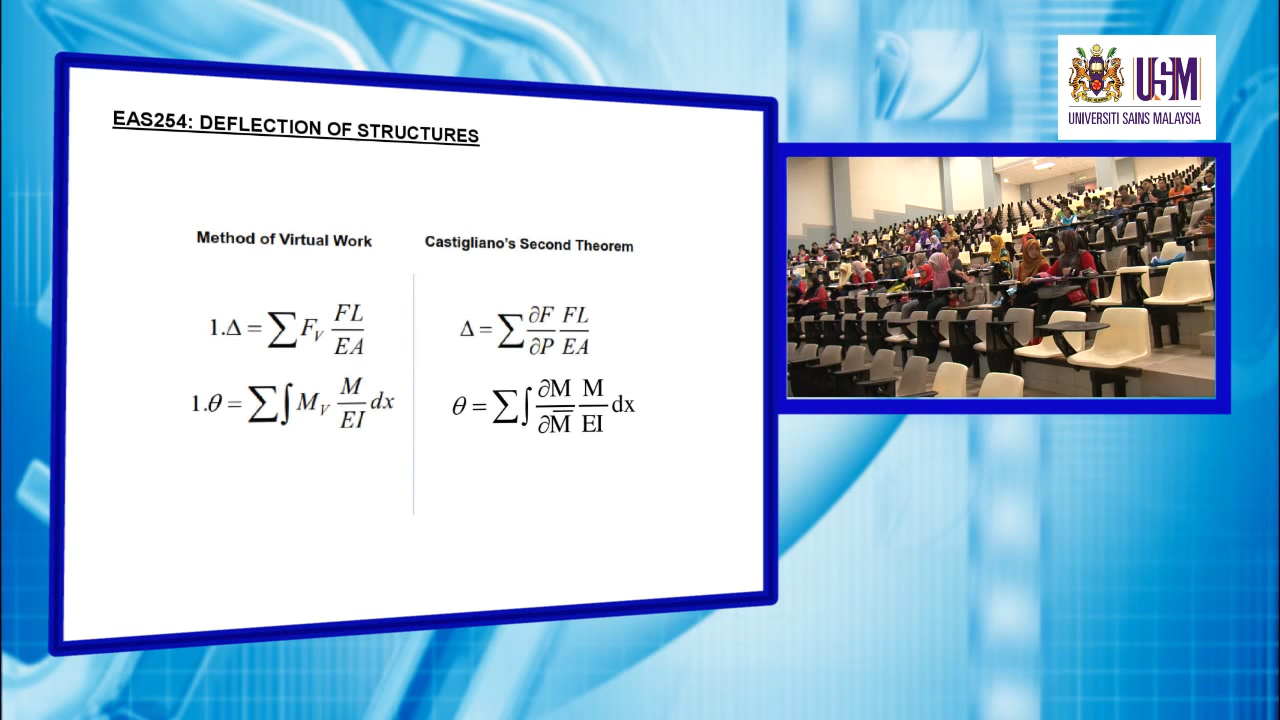 EAS254: DEFLECTION OF STRUCTURES
Method of Virtual Work
1.Δ = ∑ F_V FL/EA
1.θ = ∑∫ M_V M/EI dx
Castigliano's Second Theorem
Δ = ∑ ∂F/∂P FL/EA
θ = ∑∫ ∂M/∂M̅ M/EI dx
USM
UNIVERSITI SAINS MALAYSIA